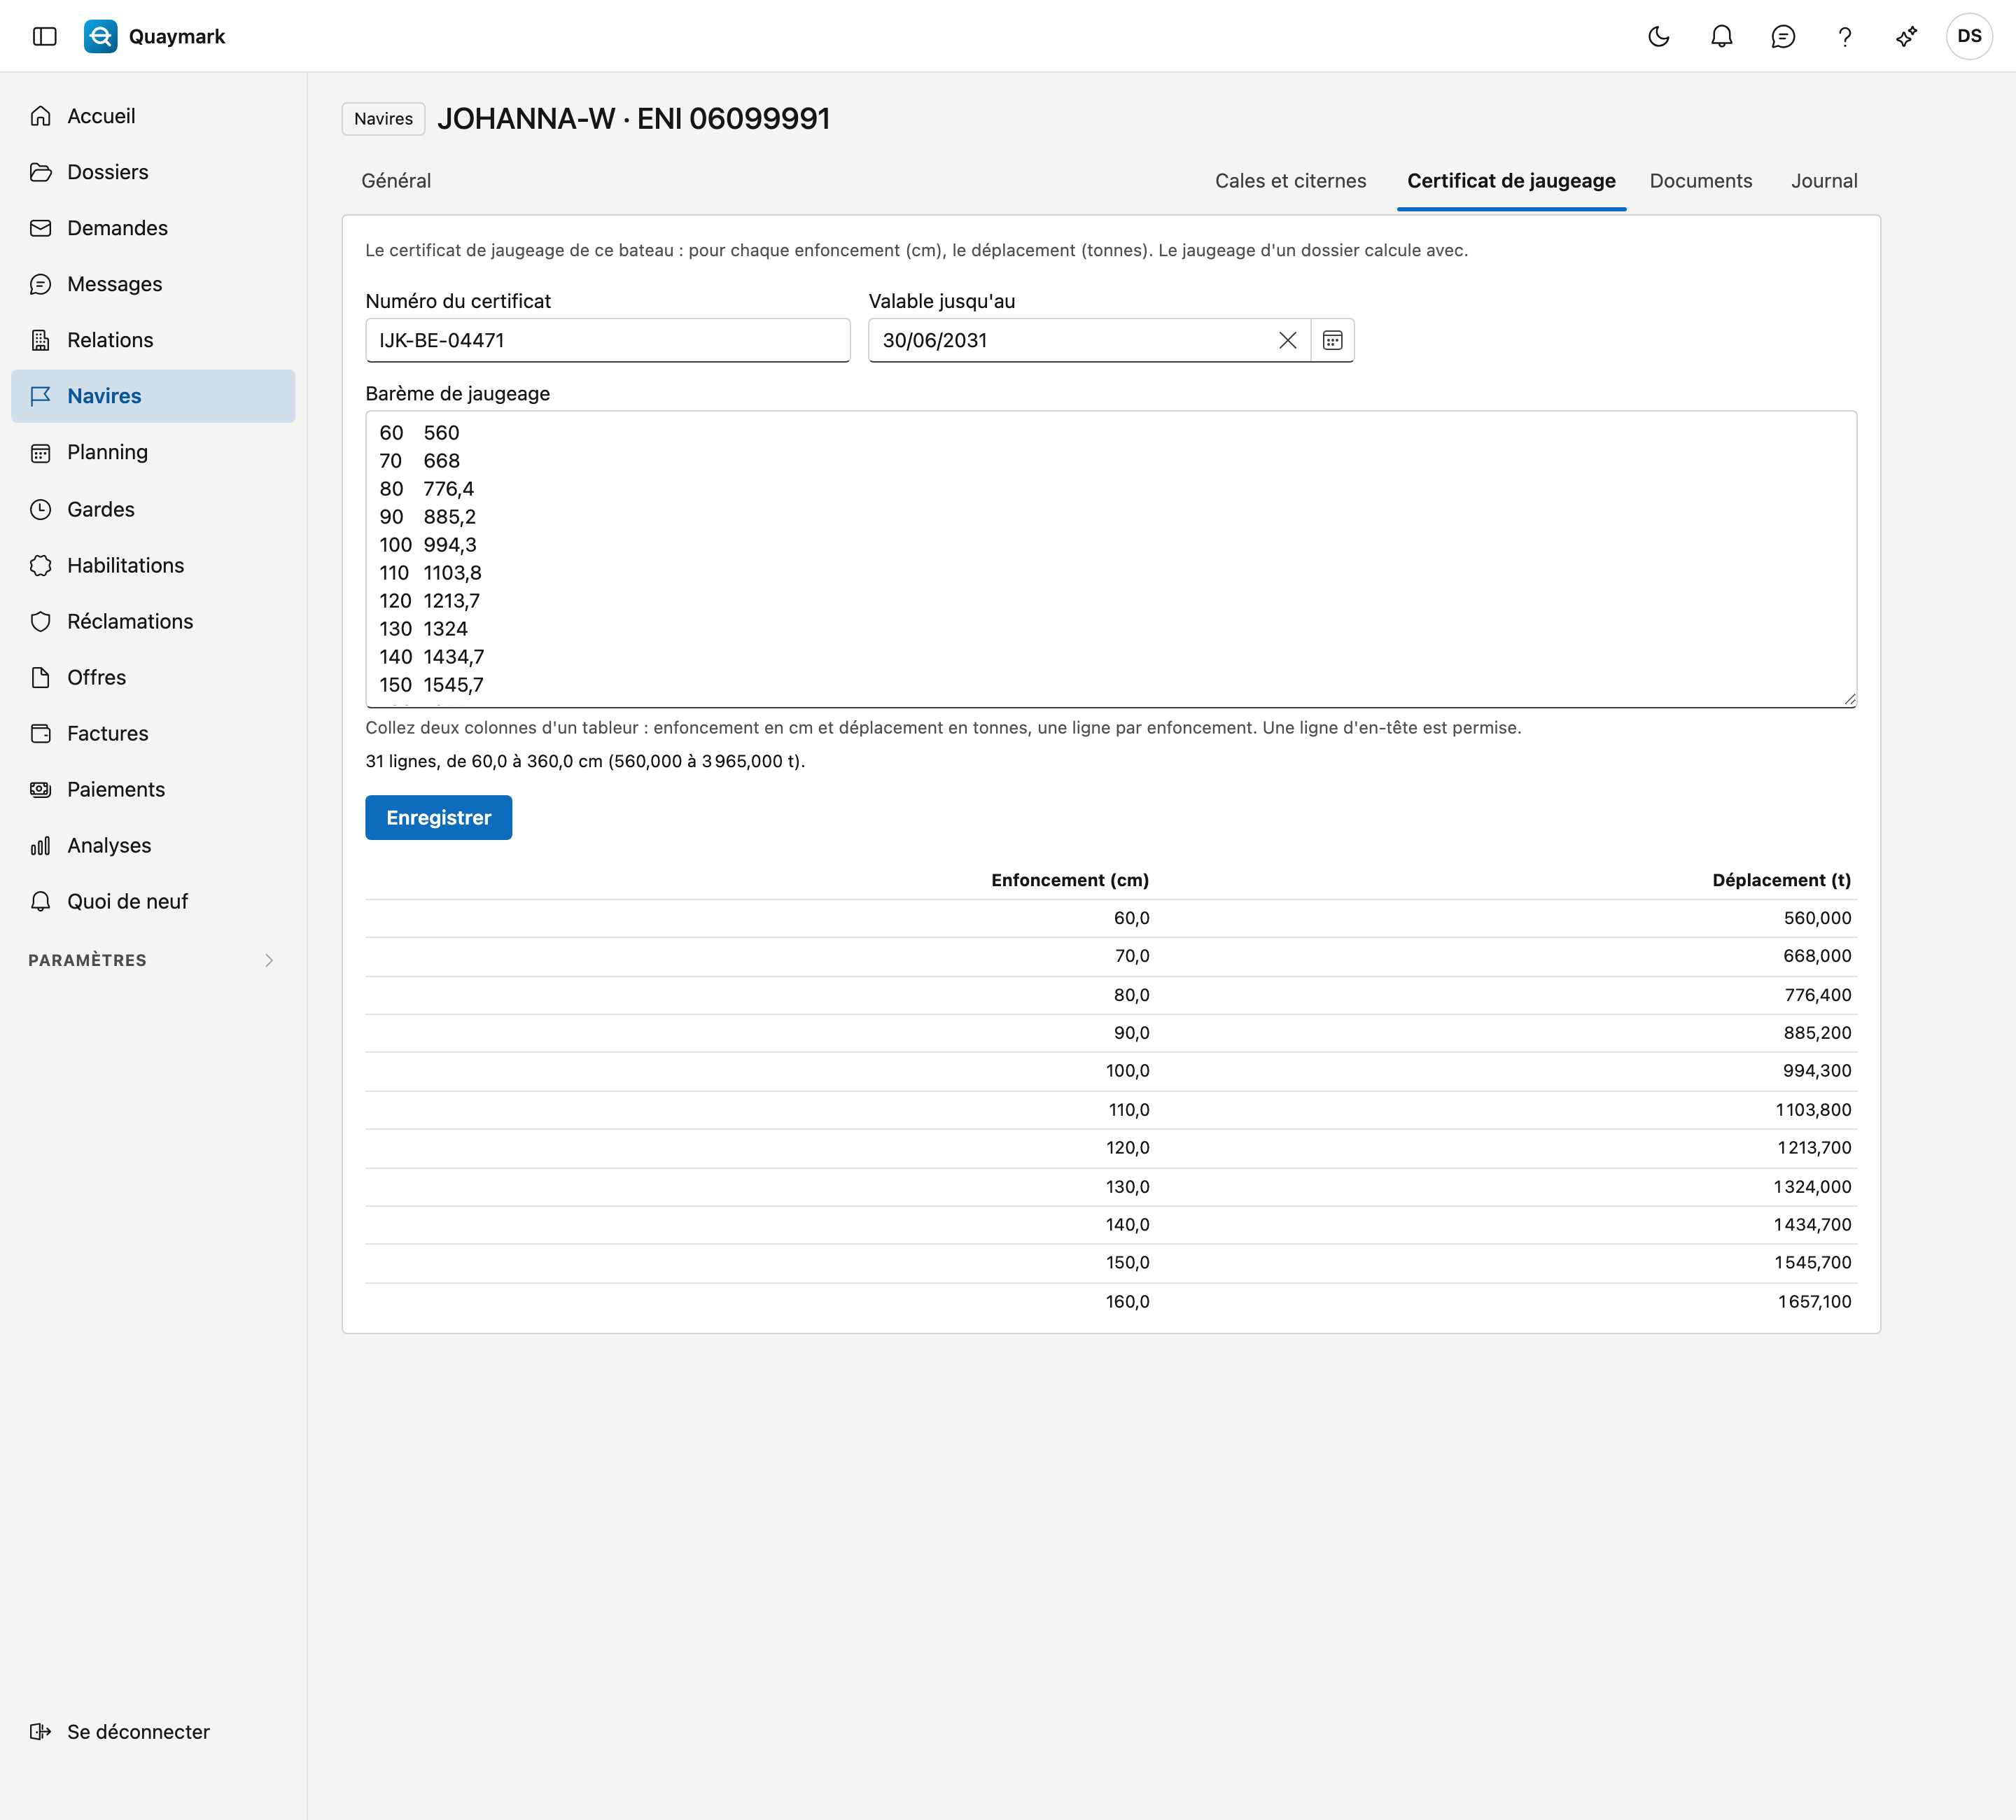 Quaymark
DS
Accueil
Dossiers
Demandes
Messages
Relations
Navires
Planning
Gardes
Habilitations
Réclamations
Offres
Factures
Paiements
Analyses
Quoi de neuf
PARAMÈTRES
Se déconnecter
Navires JOHANNA-W · ENI 06099991
Général Cales et citernes Certificat de jaugeage Documents Journal
Le certificat de jaugeage de ce bateau : pour chaque enfoncement (cm), le déplacement (tonnes). Le jaugeage d'un dossier calcule avec.
Numéro du certificat Valable jusqu'au
IJK-BE-04471 30/06/2031
Barème de jaugeage
60 560
70 668
80 776,4
90 885,2
100 994,3
110 1103,8
120 1213,7
130 1324
140 1434,7
150 1545,7
Collez deux colonnes d'un tableur : enfoncement en cm et déplacement en tonnes, une ligne par enfoncement. Une ligne d'en-tête est permise.
31 lignes, de 60,0 à 360,0 cm (560,000 à 3 965,000 t).
Enregistrer
Enfoncement (cm) Déplacement (t)
60,0 560,000
70,0 668,000
80,0 776,400
90,0 885,200
100,0 994,300
110,0 1 103,800
120,0 1 213,700
130,0 1 324,000
140,0 1 434,700
150,0 1 545,700
160,0 1 657,100